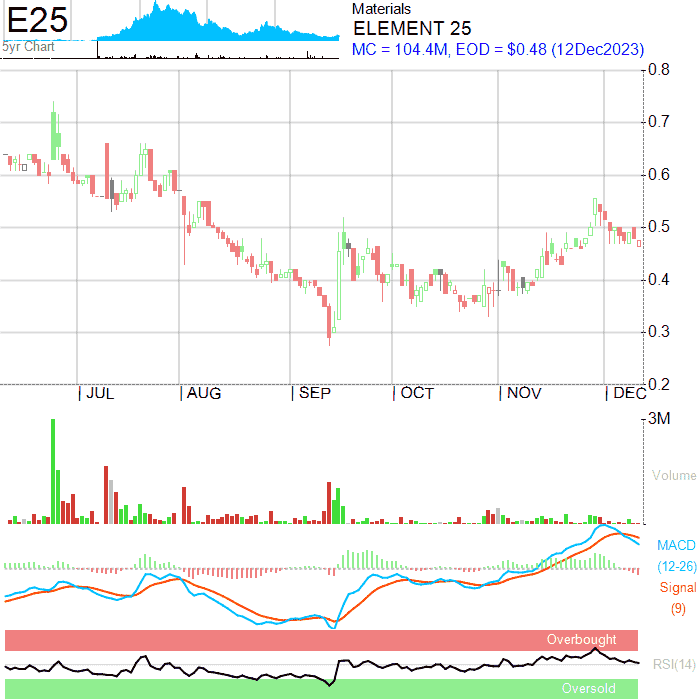 E25
5yr Chart
Materials
ELEMENT 25
MC = 104.4M, EOD = $0.48 (12Dec2023)
0.8
0.7
0.6
0.5
0.4
0.3
0.2
JUL
AUG
SEP
OCT
NOV
DEC
3M
Volume
MACD
(12-26)
Signal
(9)
Overbought
RSI(14)
Oversold